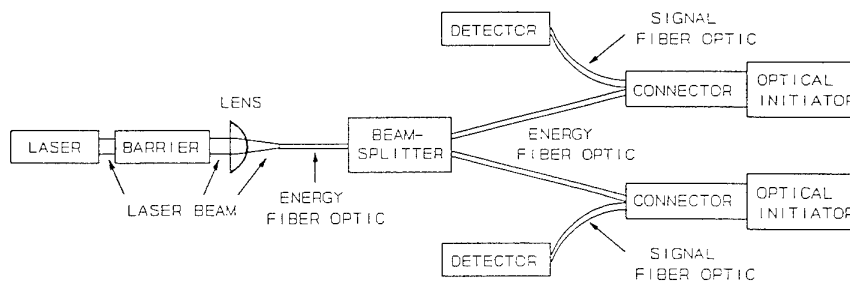 DETECTOR
SIGNAL
FIBER OPTIC
LENS
CONNECTOR
OPTICAL
INITIATOR
LASER
BARRIER
BEAM-
SPLITTER
ENERGY
FIBER OPTIC
LASER BEAM
ENERGY
FIBER OPTIC
CONNECTOR
OPTICAL
INITIATOR
DETECTOR
SIGNAL
FIBER OPTIC